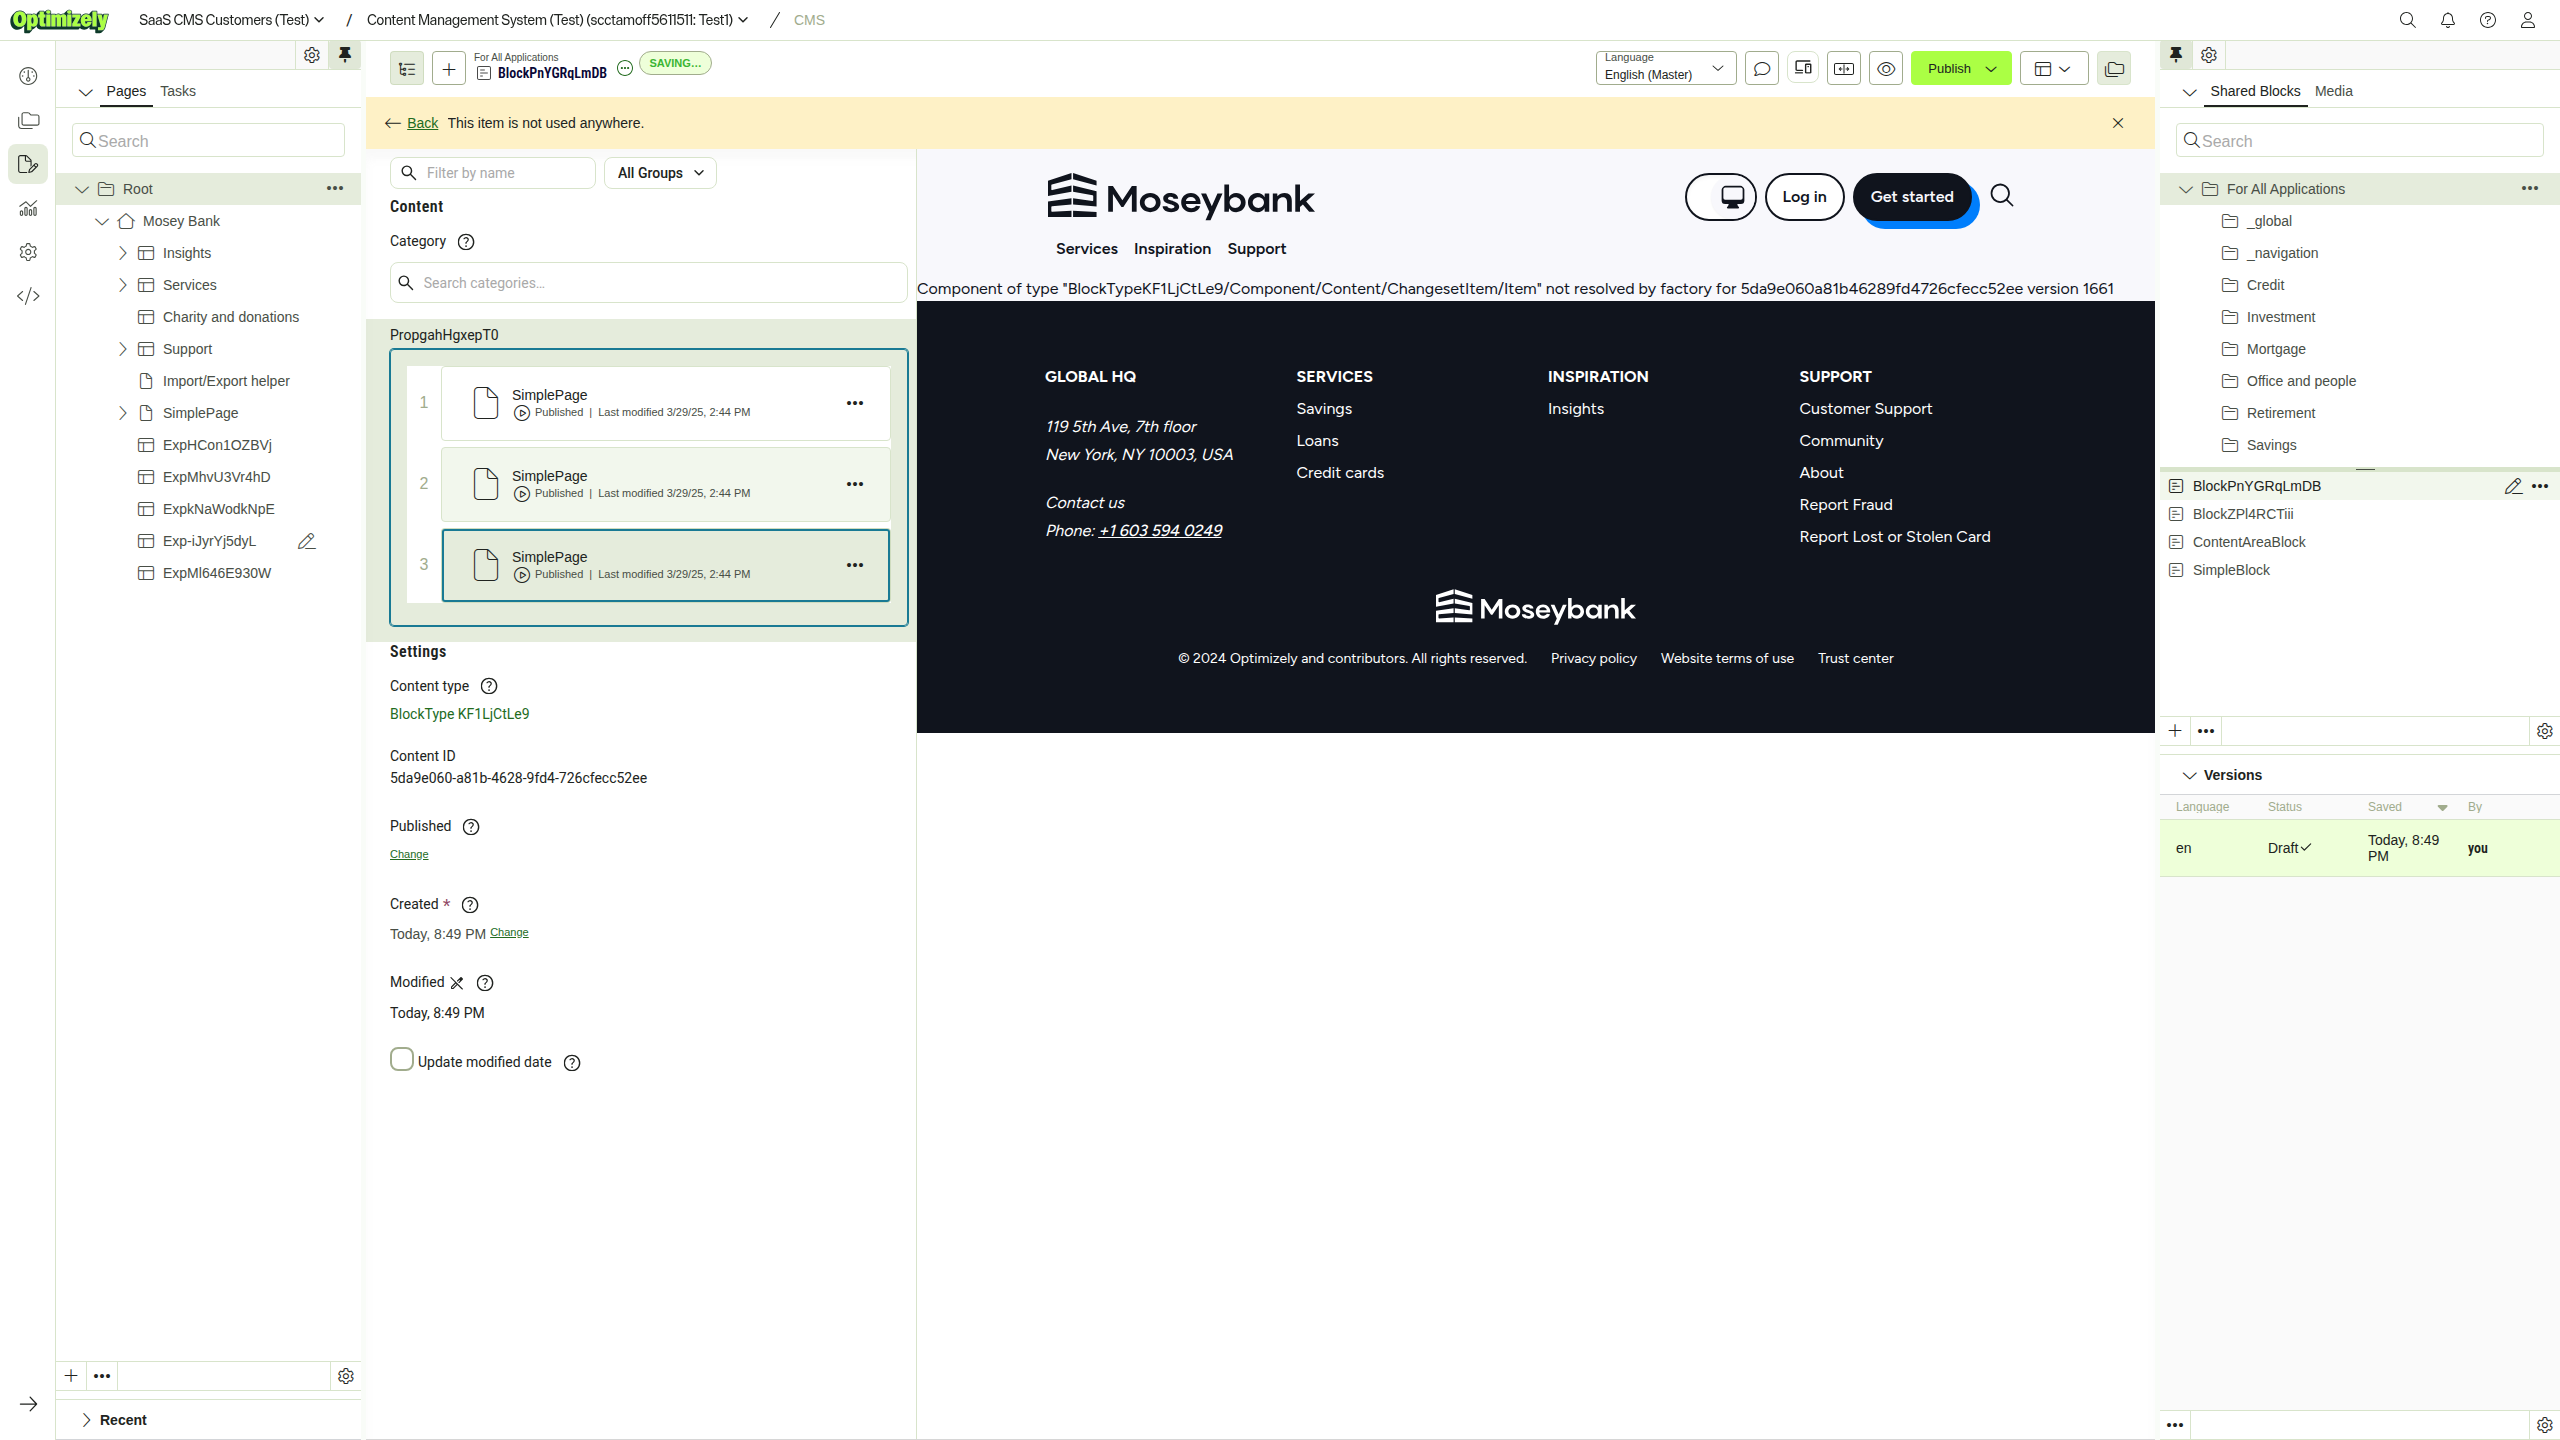 Optimizely SaaS CMS Customers (Test) / Content Management System (Test) (scctamoff5611511: Test1) / CMS
Pages Tasks
Search
Root
Mosey Bank
Insights
Services
Charity and donations
Support
Import/Export helper
SimplePage
ExpHCon1OZBVj
ExpMhvU3Vr4hD
ExpkNaWodkNpE
Exp-iJyrYj5dyL
ExpMl646E930W
Recent
For All Applications
BlockPnYGRqLmDB
SAVING...
Language
English (Master)
Publish
Back This item is not used anywhere.
Filter by name All Groups
Content
Category
Search categories...
PropgahHgxepT0
1
SimplePage
Published | Last modified 3/29/25, 2:44 PM
2
SimplePage
Published | Last modified 3/29/25, 2:44 PM
3
SimplePage
Published | Last modified 3/29/25, 2:44 PM
Settings
Content type
BlockType KF1LjCtLe9
Content ID
5da9e060-a81b-4628-9fd4-726cfecc52ee
Published
Change
Created *
Today, 8:49 PM Change
Modified
Today, 8:49 PM
Update modified date
Moseybank
Log in Get started
Services Inspiration Support
Component of type "BlockTypeKF1LjCtLe9/Component/Content/ChangesetItem/Item" not resolved by factory for 5da9e060a81b46289fd4726cfecc52ee version 1661
GLOBAL HQ
119 5th Ave, 7th floor
New York, NY 10003, USA
Contact us
Phone: +1 603 594 0249
SERVICES
Savings
Loans
Credit cards
INSPIRATION
Insights
SUPPORT
Customer Support
Community
About
Report Fraud
Report Lost or Stolen Card
Moseybank
© 2024 Optimizely and contributors. All rights reserved. Privacy policy Website terms of use Trust center
Shared Blocks Media
Search
For All Applications
_global
_navigation
Credit
Investment
Mortgage
Office and people
Retirement
Savings
BlockPnYGRqLmDB
BlockZPl4RCTiii
ContentAreaBlock
SimpleBlock
Versions
Language Status Saved By
en Draft Today, 8:49 PM you